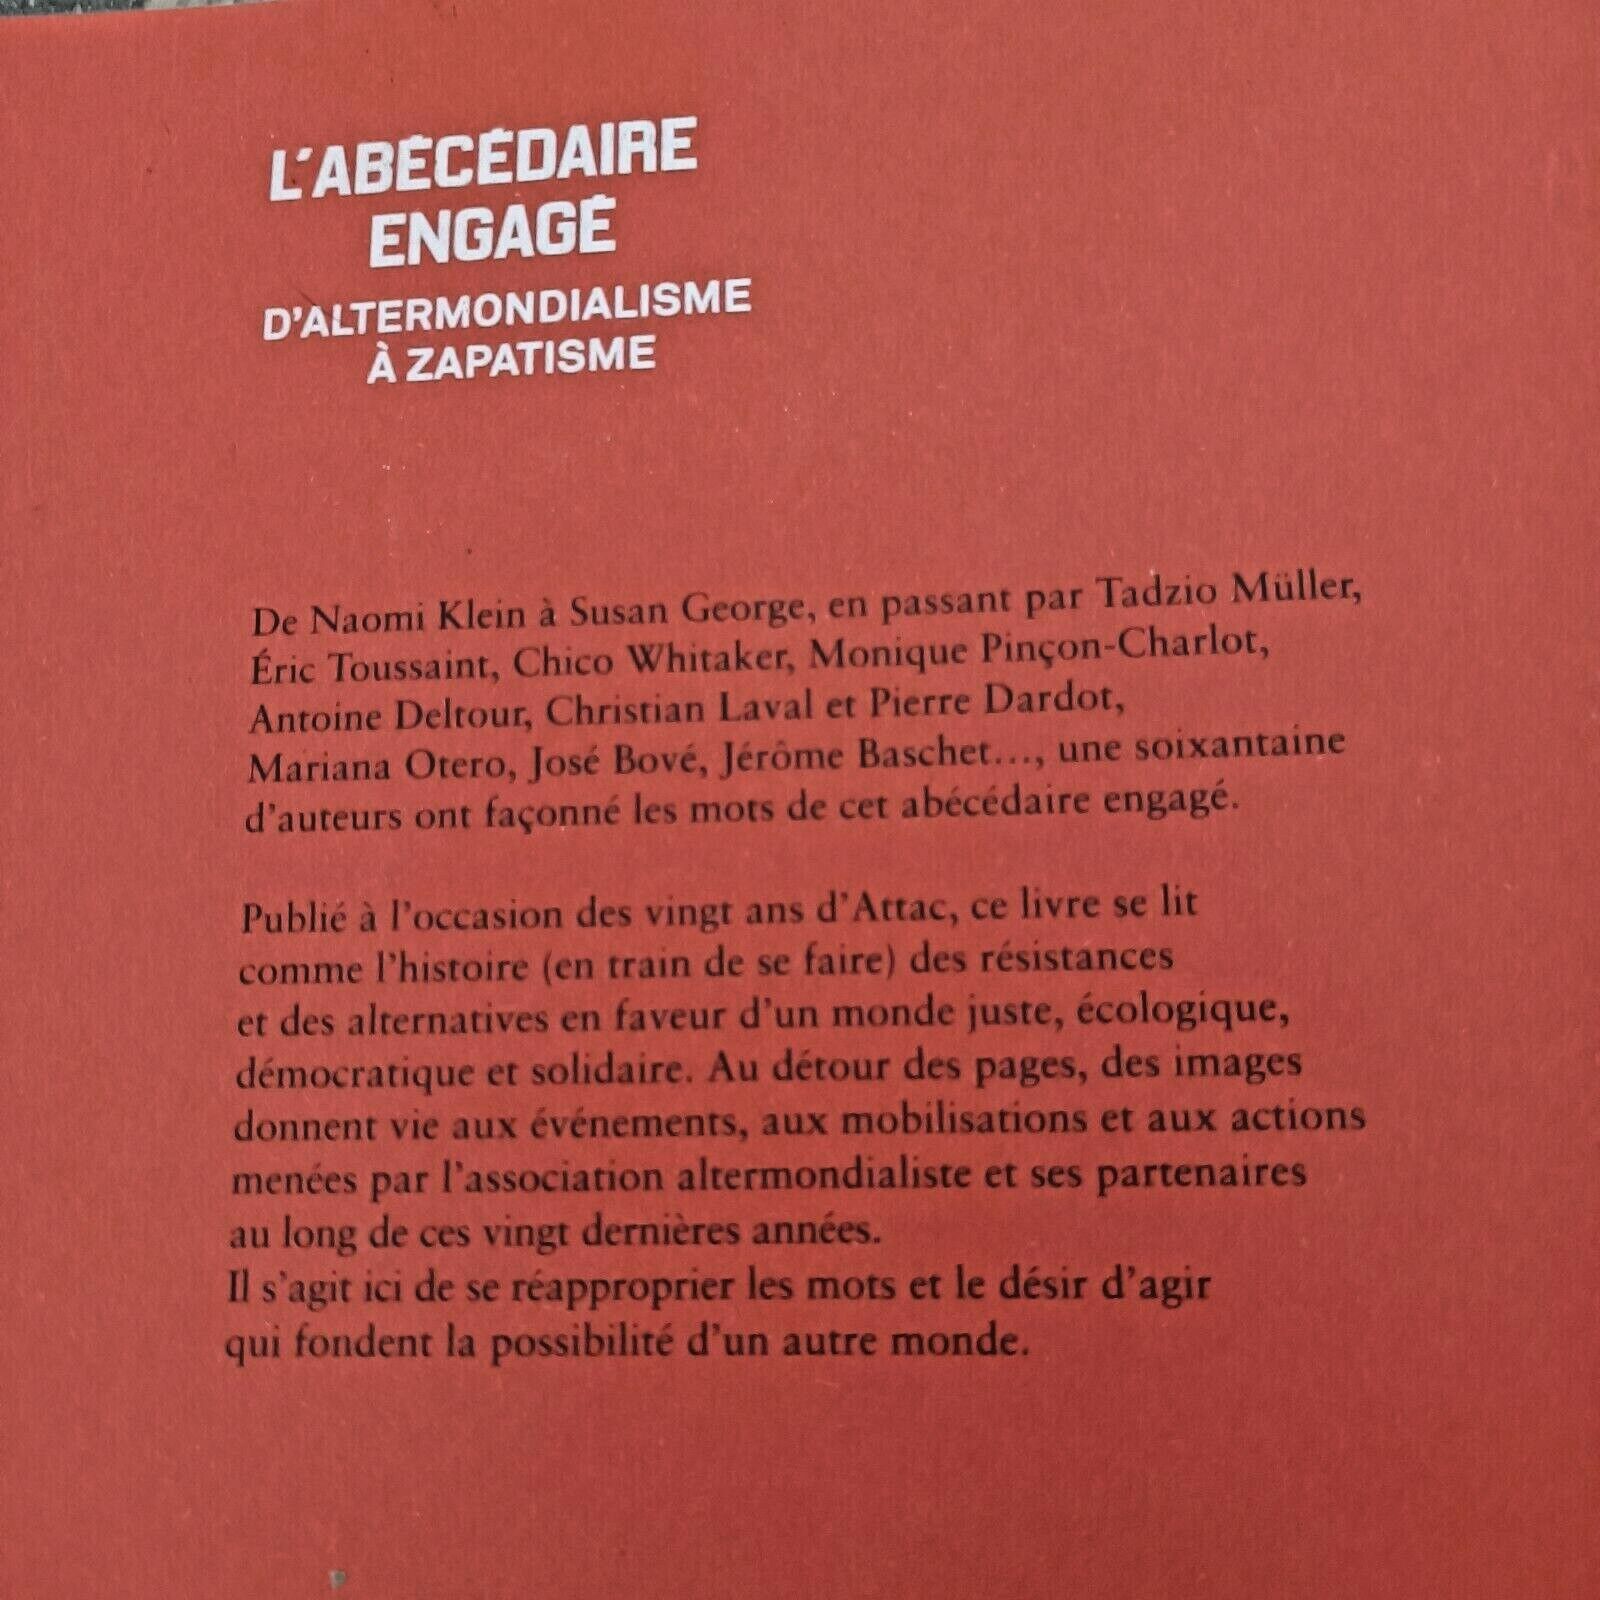 L'ABÉCÉDAIRE
ENGAGÉ
D'ALTERMONDIALISME
À ZAPATISME
De Naomi Klein à Susan George, en passant par Tadzio Müller,
Éric Toussaint, Chico Whitaker, Monique Pinçon-Charlot,
Antoine Deltour, Christian Laval et Pierre Dardot,
Mariana Otero, José Bové, Jérôme Baschet..., une soixantaine
d'auteurs ont façonné les mots de cet abécédaire engagé.
Publié à l'occasion des vingt ans d'Attac, ce livre se lit
comme l'histoire (en train de se faire) des résistances
et des alternatives en faveur d'un monde juste, écologique,
démocratique et solidaire. Au détour des pages, des images
donnent vie aux événements, aux mobilisations et aux actions
menées par l'association altermondialiste et ses partenaires
au long de ces vingt dernières années.
Il s'agit ici de se réapproprier les mots et le désir d'agir
qui fondent la possibilité d'un autre monde.